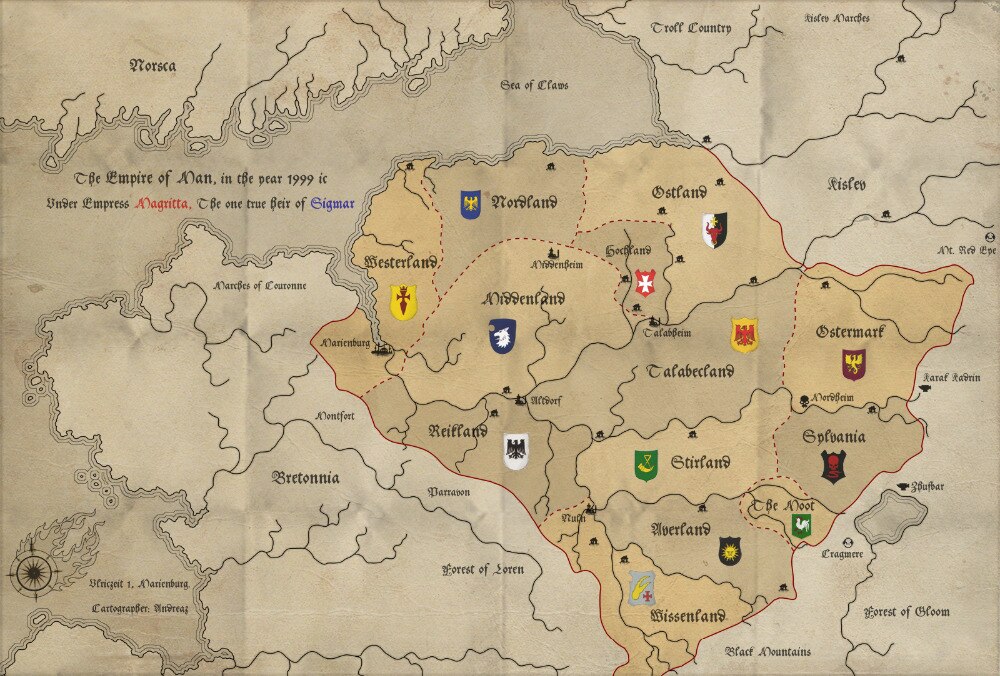 Norsca
Troll Country
Kislev Marches
Sea of Claws
The Empire of Man, in the year 1999 ic
Under Empress Magritta, The one true heir of Sigmar
Kislev
Mt. Red Eye
Nordland
Ostland
Hochland
Westerland
Middenheim
Middenland
Marches of Couronne
Marienburg
Talabheim
Talabecland
Ostermark
Karak Kadrin
Mordheim
Altdorf
Montfort
Reikland
Sylvania
Stirland
Bretonnia
Parravon
Zhufbar
The Moot
Nuln
Averland
Cragmere
Forest of Loren
Ulriczeit 1, Marienburg
Cartographer: Andreaz
Wissenland
Forest of Gloom
Black Mountains